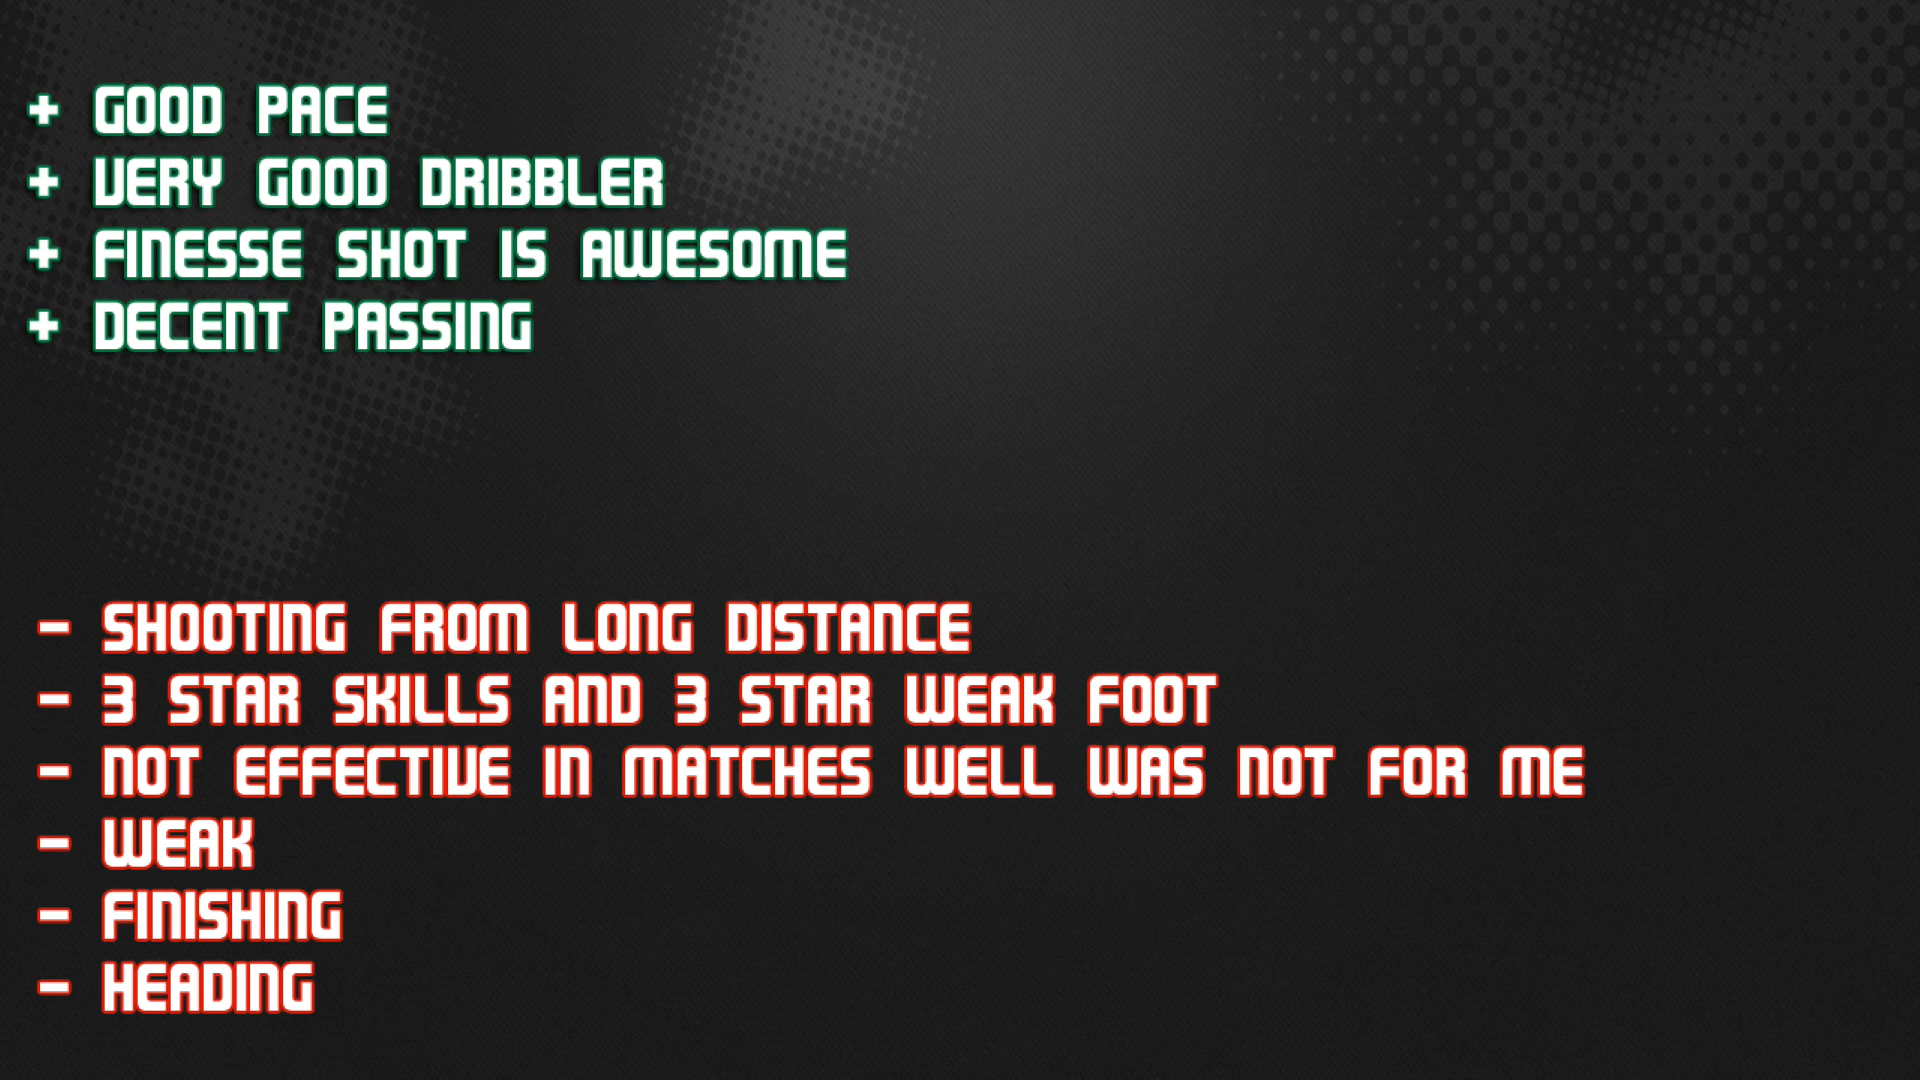 + GOOD PACE
+ VERY GOOD DRIBBLER
+ FINESSE SHOT IS AWESOME
+ DECENT PASSING
- SHOOTING FROM LONG DISTANCE
- 3 STAR SKILLS AND 3 STAR WEAK FOOT
- NOT EFFECTIVE IN MATCHES WELL WAS NOT FOR ME
- WEAK
- FINISHING
- HEADING